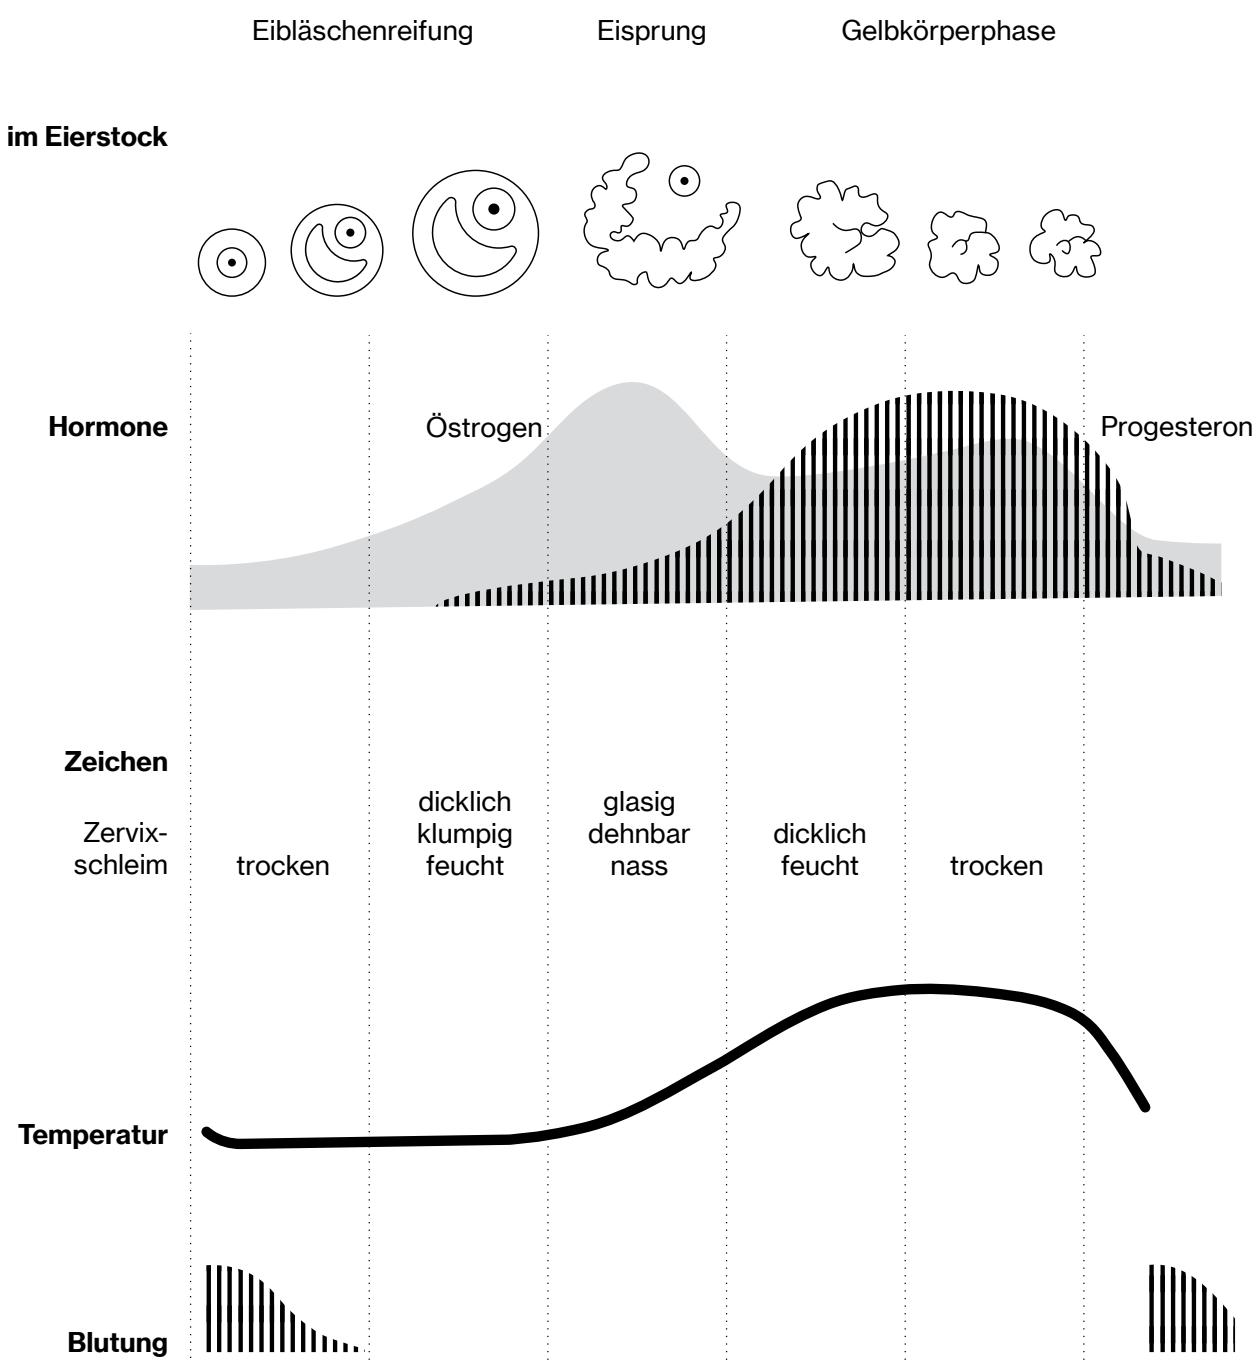 Eibläschenreifung
Eisprung
Gelbkörperphase
im Eierstock
Hormone
Östrogen
Progesteron
Zeichen
Zervix-
schleim
trocken
dicklich
klumpig
feucht
glasig
dehnbar
nass
dicklich
feucht
trocken
Temperatur
Blutung